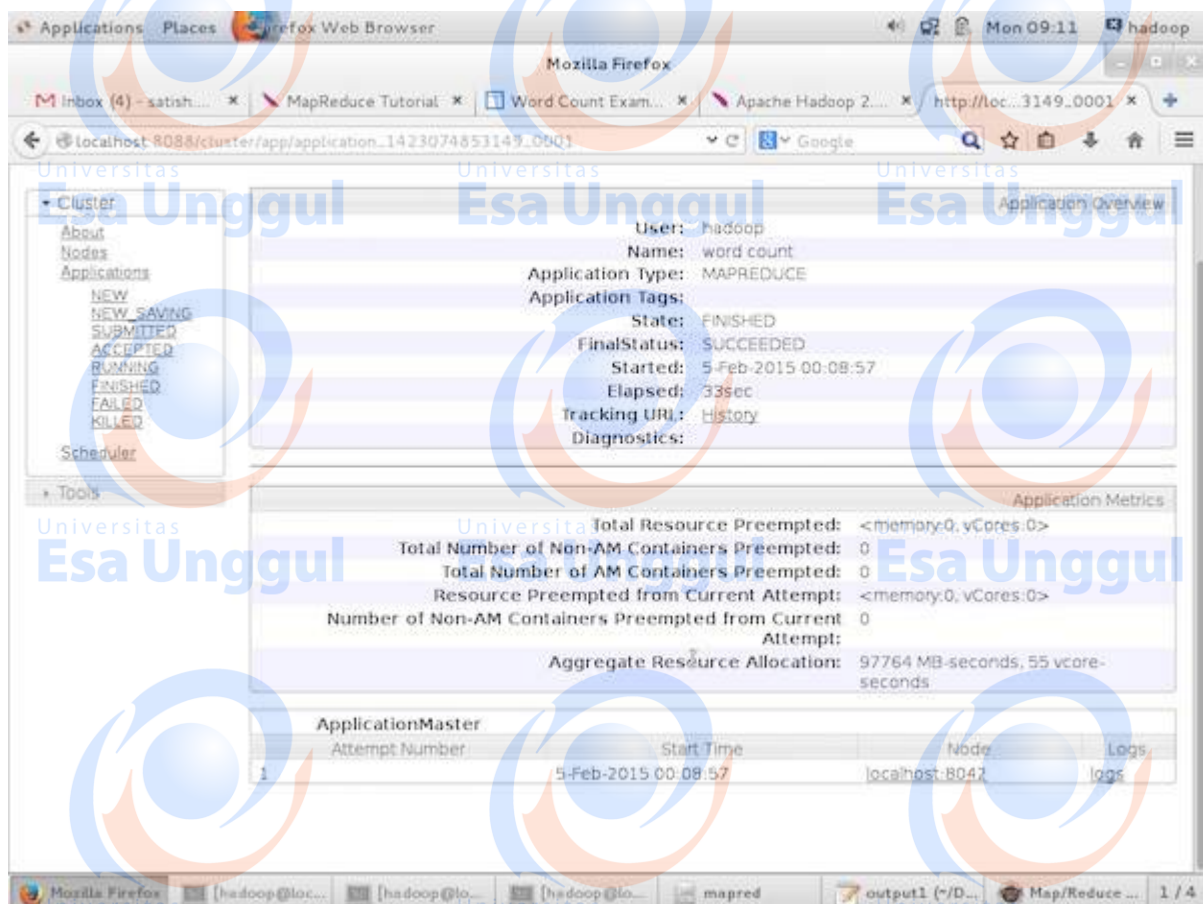 Applications Places Firefox Web Browser Mon 09:11 hadoop
Mozilla Firefox
Inbox (4) - satish.... × MapReduce Tutorial × Word Count Exam... × Apache Hadoop 2.... × http://loc...3149_0001 ×
localhost:8088/cluster/app/application_1423074853149_0001 Google
Universitas Esa Unggul
Universitas Esa Unggul
Universitas Esa Unggul
Cluster
About
Nodes
Applications
NEW
NEW_SAVING
SUBMITTED
ACCEPTED
RUNNING
FINISHED
FAILED
KILLED
Scheduler
Tools
Application Overview
User: hadoop
Name: word count
Application Type: MAPREDUCE
Application Tags:
State: FINISHED
FinalStatus: SUCCEEDED
Started: 5-Feb-2015 00:08:57
Elapsed: 33sec
Tracking URL: History
Diagnostics:
Application Metrics
Total Resource Preempted: <memory:0, vCores:0>
Total Number of Non-AM Containers Preempted: 0
Total Number of AM Containers Preempted: 0
Resource Preempted from Current Attempt: <memory:0, vCores:0>
Number of Non-AM Containers Preempted from Current 0
Attempt:
Aggregate Resource Allocation: 97764 MB-seconds, 55 vcore-
seconds
Universitas Esa Unggul
Universitas Esa Unggul
Esa Unggul
ApplicationMaster
Attempt Number Start Time Node Logs
1 5-Feb-2015 00:08:57 localhost:8042 logs
Mozilla Firefox [hadoop@loc... [hadoop@lo... [hadoop@lo... mapred output1 (~/D... Map/Reduce ... 1 / 4